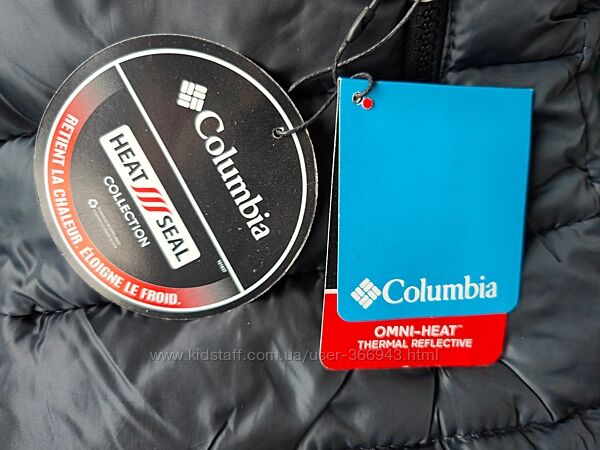 Columbia
HEAT SEAL
COLLECTION
RETIENT LA CHALEUR. ÉLOIGNE LE FROID.
Columbia
OMNI-HEAT™
THERMAL REFLECTIVE
www.kidstaff.com.ua/user-366943.html